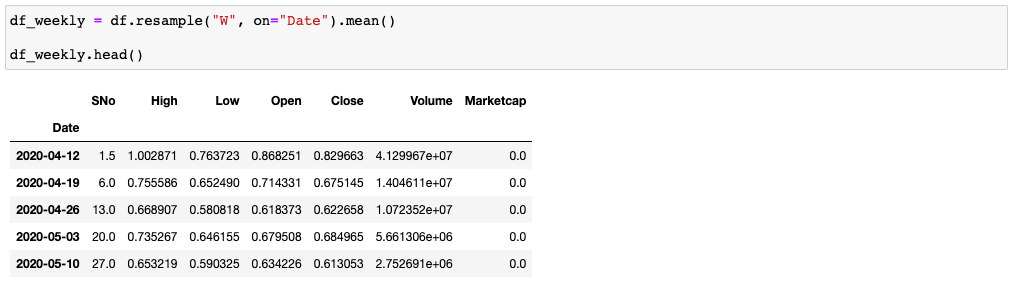 df_weekly = df.resample("W", on="Date").mean()
df_weekly.head()
SNo High Low Open Close Volume Marketcap
Date
2020-04-12 1.5 1.002871 0.763723 0.868251 0.829663 4.129967e+07 0.0
2020-04-19 6.0 0.755586 0.652490 0.714331 0.675145 1.404611e+07 0.0
2020-04-26 13.0 0.668907 0.580818 0.618373 0.622658 1.072352e+07 0.0
2020-05-03 20.0 0.735267 0.646155 0.679508 0.684965 5.661306e+06 0.0
2020-05-10 27.0 0.653219 0.590325 0.634226 0.613053 2.752691e+06 0.0